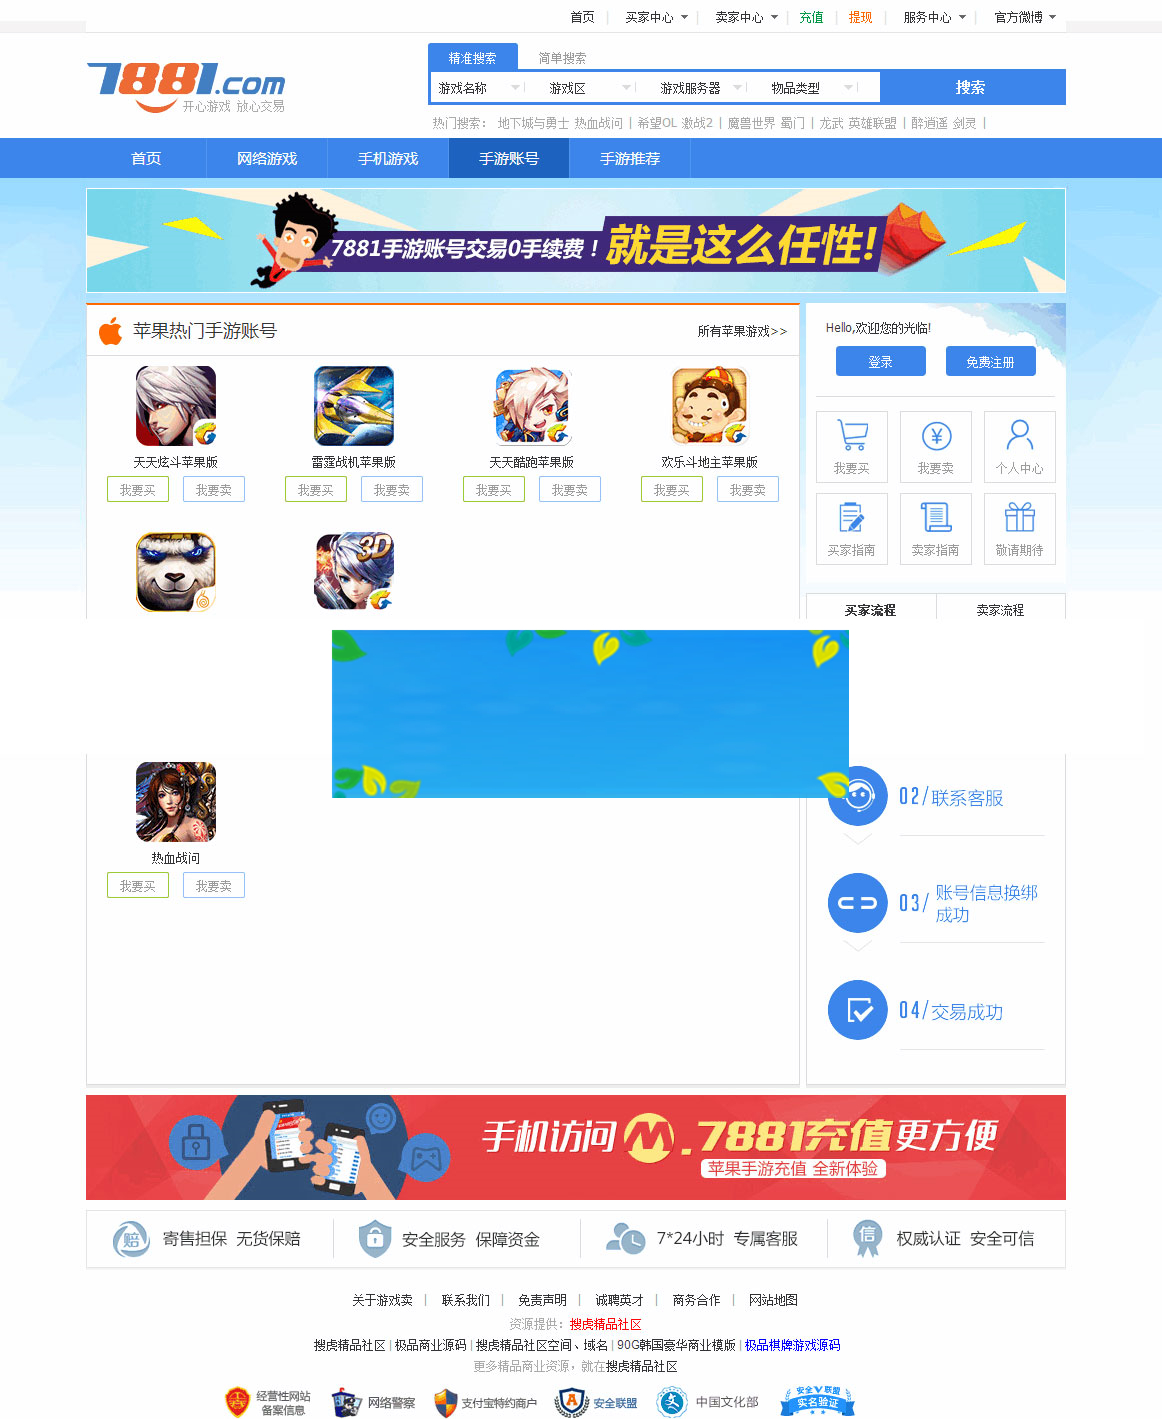 首页 | 买家中心 | 卖家中心 | 充值 | 提现 | 服务中心 | 官方微博
7881.com
开心游戏 放心交易
精准搜索 简单搜索
游戏名称 游戏区 游戏服务器 物品类型 搜索
热门搜索： 地下城与勇士 热血战问 | 希望OL 激战2 | 魔兽世界 蜀门 | 龙武 英雄联盟 | 醉逍遥 剑灵 |
首页 网络游戏 手机游戏 手游账号 手游推荐
7881手游账号交易0手续费！就是这么任性!
苹果热门手游账号 所有苹果游戏>>
天天炫斗苹果版 雷霆战机苹果版 天天酷跑苹果版 欢乐斗地主苹果版
我要买 我要卖 我要买 我要卖 我要买 我要卖 我要买 我要卖
3D
热血战问
我要买 我要卖
Hello,欢迎您的光临!
登录 免费注册
我要买 我要卖 个人中心
买家指南 卖家指南 敬请期待
买家流程 卖家流程
02/联系客服
03/账号信息换绑
成功
04/交易成功
手机访问M.7881充值更方便
苹果手游充值 全新体验
赔 寄售担保 无货保赔 安全服务 保障资金 7*24小时 专属客服 信 权威认证 安全可信
关于游戏卖 | 联系我们 | 免责声明 | 诚聘英才 | 商务合作 | 网站地图
资源提供：搜虎精品社区
搜虎精品社区 | 极品商业源码 | 搜虎精品社区空间、域名 | 90G韩国豪华商业模版 | 极品棋牌游戏源码
更多精品商业资源，就在搜虎精品社区
经营性网站
备案信息
网络警察 支付宝特约商户 安全联盟 中国文化部
安全V联盟
实名验证